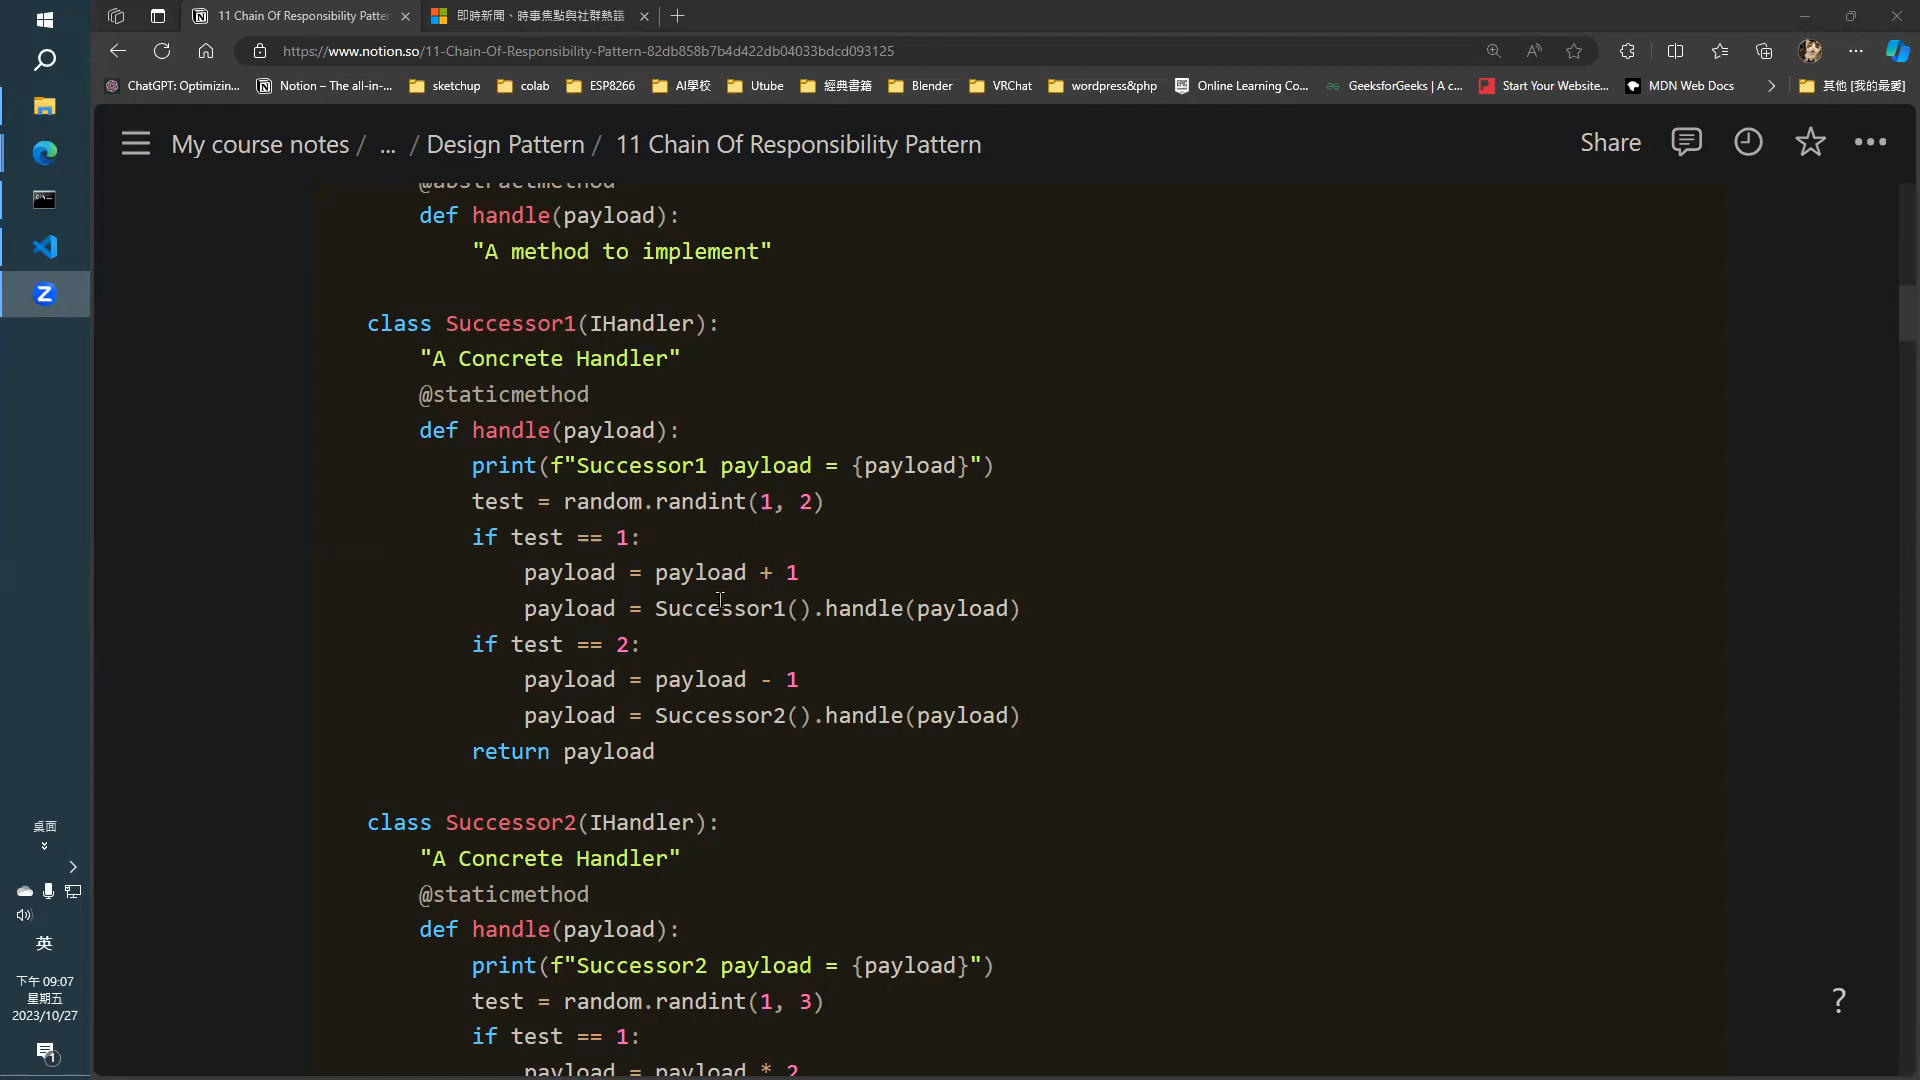 11 Chain Of Responsibility Patter
即時新聞、時事焦點與社群熱議
https://www.notion.so/11-Chain-Of-Responsibility-Pattern-82db858b7b4d422db04033bdcd093125
ChatGPT: Optimizin...
Notion – The all-in-...
sketchup
colab
ESP8266
AI學校
Utube
經典書籍
Blender
VRChat
wordpress&php
Online Learning Co...
GeeksforGeeks | A c...
Start Your Website...
MDN Web Docs
其他 [我的最愛]
My course notes / ... / Design Pattern / 11 Chain Of Responsibility Pattern
Share
@abstractmethod
def handle(payload):
"A method to implement"
class Successor1(IHandler):
"A Concrete Handler"
@staticmethod
def handle(payload):
print(f"Successor1 payload = {payload}")
test = random.randint(1, 2)
if test == 1:
payload = payload + 1
payload = Successor1().handle(payload)
if test == 2:
payload = payload - 1
payload = Successor2().handle(payload)
return payload
class Successor2(IHandler):
"A Concrete Handler"
@staticmethod
def handle(payload):
print(f"Successor2 payload = {payload}")
test = random.randint(1, 3)
if test == 1:
payload = payload * 2
桌面
英
下午 09:07
星期五
2023/10/27
1
?